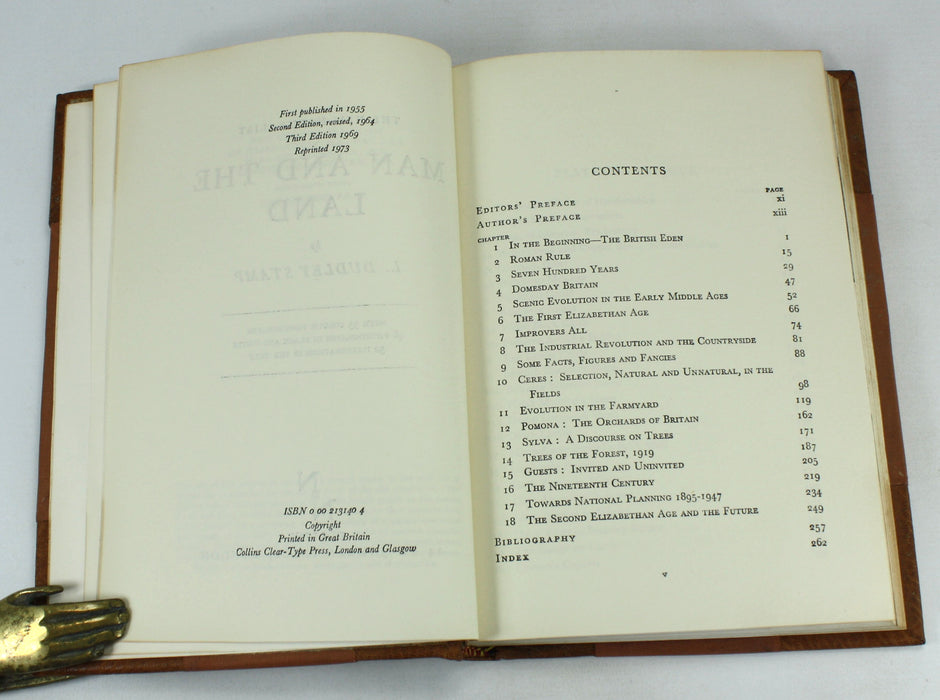 First published in 1955
Second Edition, revised, 1964
Third Edition 1969
Reprinted 1973
ISBN 0 00 213140 4
Copyright
Printed in Great Britain
Collins Clear-Type Press, London and Glasgow
CONTENTS
PAGE
EDITORS' PREFACE xi
AUTHOR'S PREFACE xiii
CHAPTER
1 IN THE BEGINNING—THE BRITISH EDEN 1
2 ROMAN RULE 15
3 SEVEN HUNDRED YEARS 29
4 DOMESDAY BRITAIN 47
5 SCENIC EVOLUTION IN THE EARLY MIDDLE AGES 52
6 THE FIRST ELIZABETHAN AGE 66
7 IMPROVERS ALL 74
8 THE INDUSTRIAL REVOLUTION AND THE COUNTRYSIDE 81
9 SOME FACTS, FIGURES AND FANCIES 88
10 CERES : SELECTION, NATURAL AND UNNATURAL, IN THE
FIELDS 98
11 EVOLUTION IN THE FARMYARD 119
12 POMONA : THE ORCHARDS OF BRITAIN 162
13 SYLVA : A DISCOURSE ON TREES 171
14 TREES OF THE FOREST, 1919 187
15 GUESTS : INVITED AND UNINVITED 205
16 THE NINETEENTH CENTURY 219
17 TOWARDS NATIONAL PLANNING 1895-1947 234
18 THE SECOND ELIZABETHAN AGE AND THE FUTURE 249
BIBLIOGRAPHY 257
INDEX 262
v